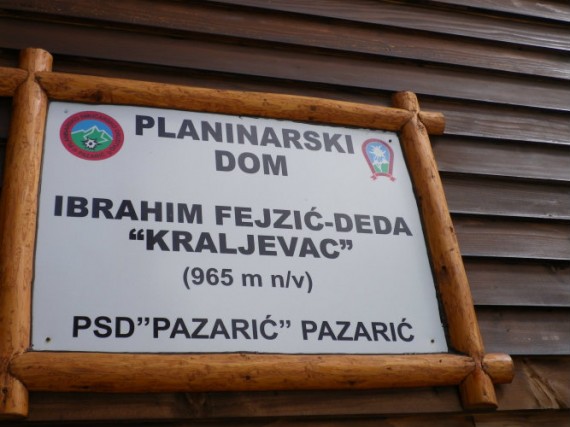 PLANINARSKI
DOM
IBRAHIM FEJZIĆ-DEDA
“KRALJEVAC”
(965 m n/v)
PSD”PAZARIĆ” PAZARIĆ